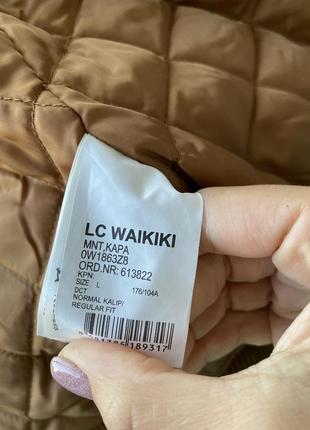 LC WAIKIKI
MNT,KAPA
0W1863Z8
ORD.NR: 613822
KPN:
SIZE: L 176/104A
DCT
NORMAL KALIP/
REGULAR FIT